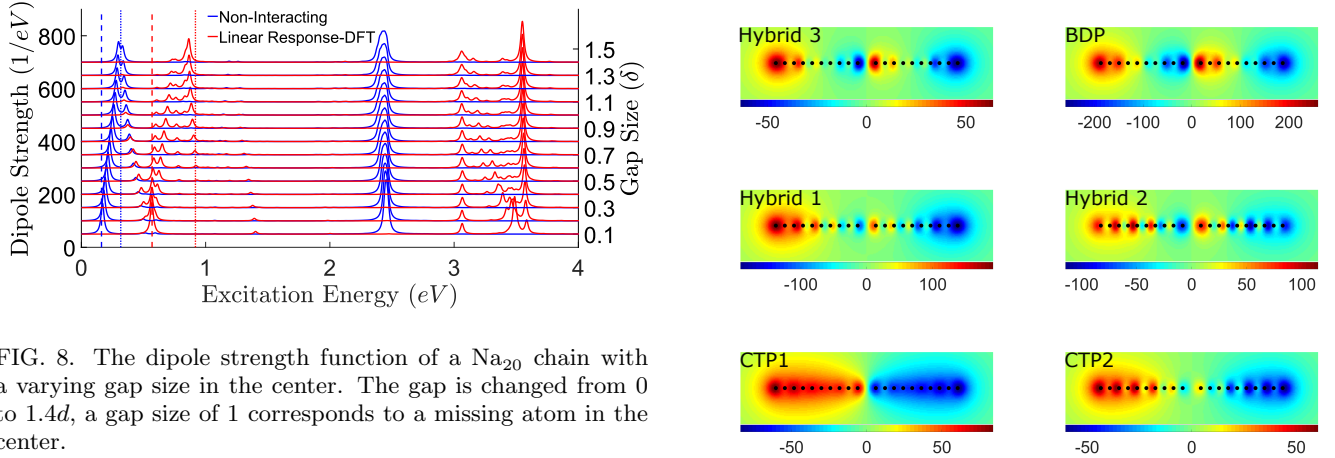 Non-Interacting
Linear Response-DFT
Dipole Strength (1/eV)
800
600
400
200
0
0 1 2 3 4
Excitation Energy (eV)
1.5
1.3
1.1
0.9
0.7
0.5
0.3
0.1
Gap Size (δ)
FIG. 8. The dipole strength function of a Na20 chain with
a varying gap size in the center. The gap is changed from 0
to 1.4d, a gap size of 1 corresponds to a missing atom in the
center.
Hybrid 3
-50 0 50
BDP
-200 -100 0 100 200
Hybrid 1
-100 0 100
Hybrid 2
-100 -50 0 50 100
CTP1
-50 0 50
CTP2
-50 0 50